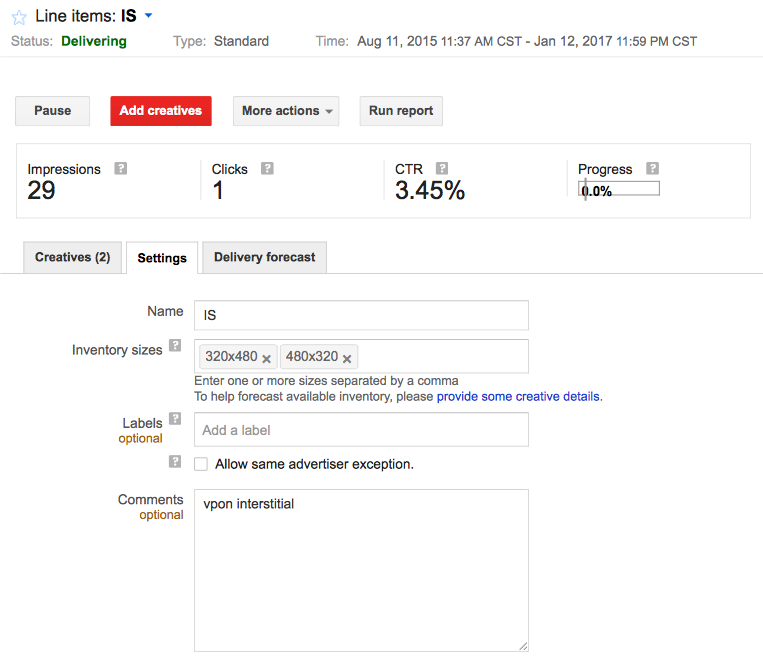 Line items: IS
Status: Delivering Type: Standard Time: Aug 11, 2015 11:37 AM CST - Jan 12, 2017 11:59 PM CST
Pause Add creatives More actions Run report
Impressions ? Clicks ? CTR ? Progress ?
29 1 3.45% 0.0%
Creatives (2) Settings Delivery forecast
Name IS
Inventory sizes ? 320x480 × 480x320 ×
Enter one or more sizes separated by a comma
To help forecast available inventory, please provide some creative details.
Labels ? Add a label
optional
? Allow same advertiser exception.
Comments vpon interstitial
optional